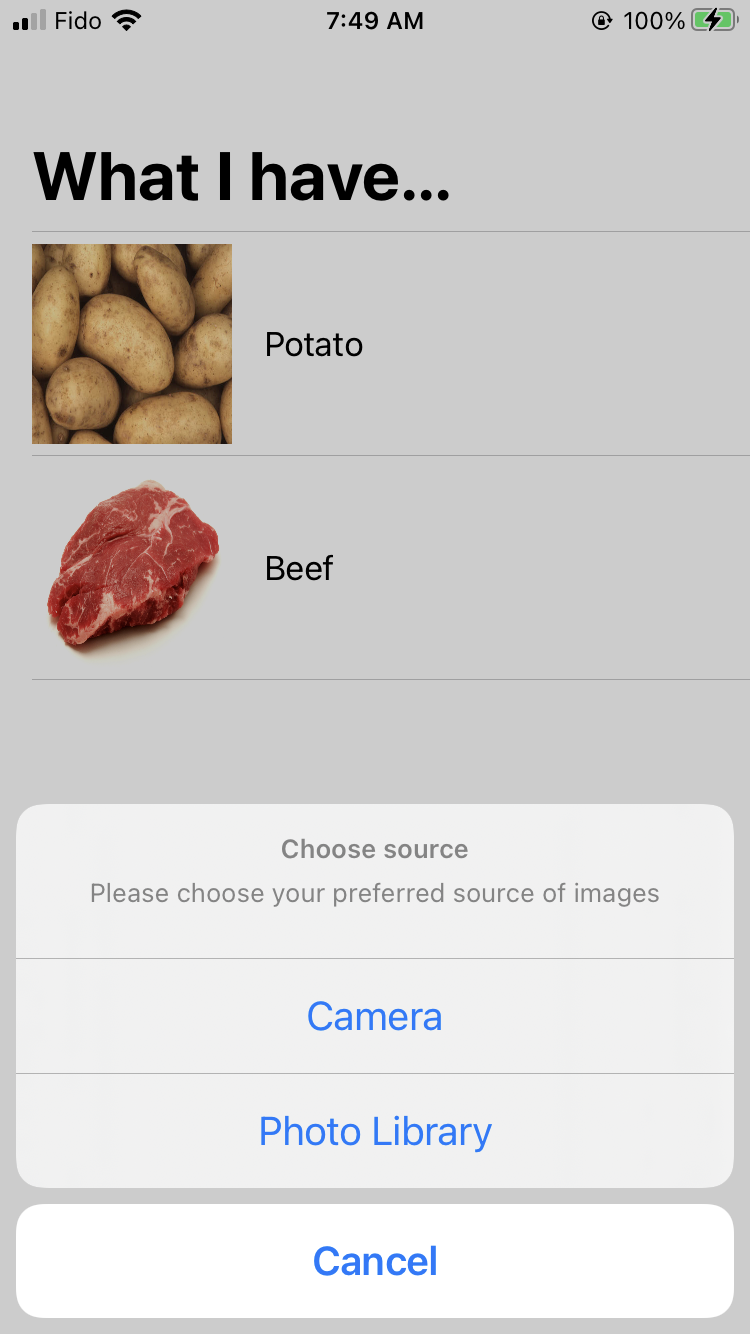 Fido 7:49 AM 100%
What I have...
Potato
Beef
Choose source
Please choose your preferred source of images
Camera
Photo Library
Cancel